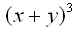 (x + y)³